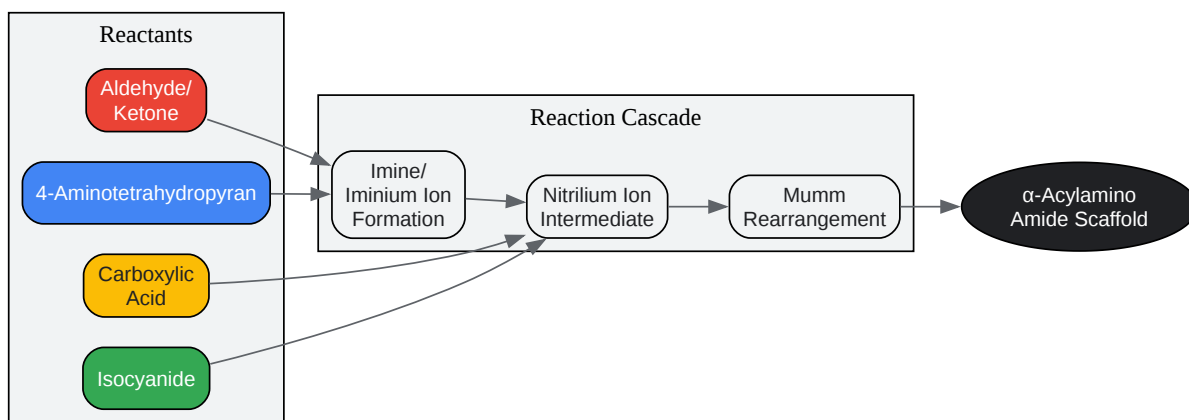 Reactants
Aldehyde/
Ketone
4-Aminotetrahydropyran
Carboxylic
Acid
Isocyanide
Reaction Cascade
Imine/
Iminium Ion
Formation
Nitrilium Ion
Intermediate
Mumm
Rearrangement
α-Acylamino
Amide Scaffold